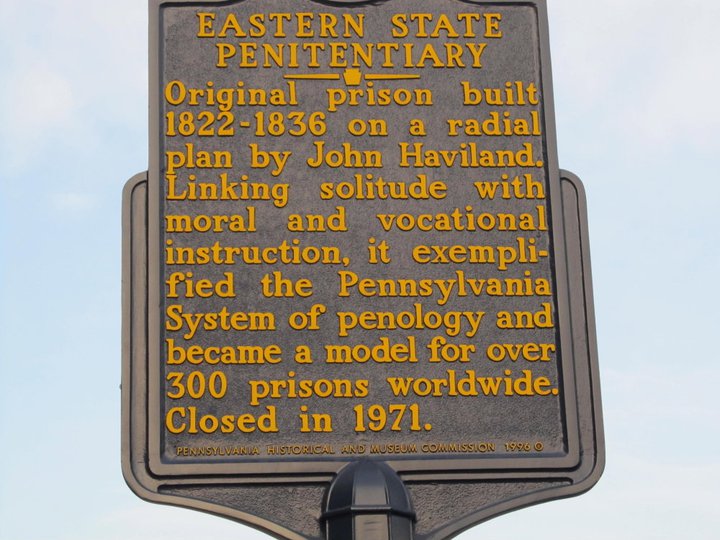 EASTERN STATE
PENITENTIARY
Original prison built
1822-1836 on a radial
plan by John Haviland.
Linking solitude with
moral and vocational
instruction, it exempli-
fied the Pennsylvania
System of penology and
became a model for over
300 prisons worldwide.
Closed in 1971.
PENNSYLVANIA HISTORICAL AND MUSEUM COMMISSION 1996 ©